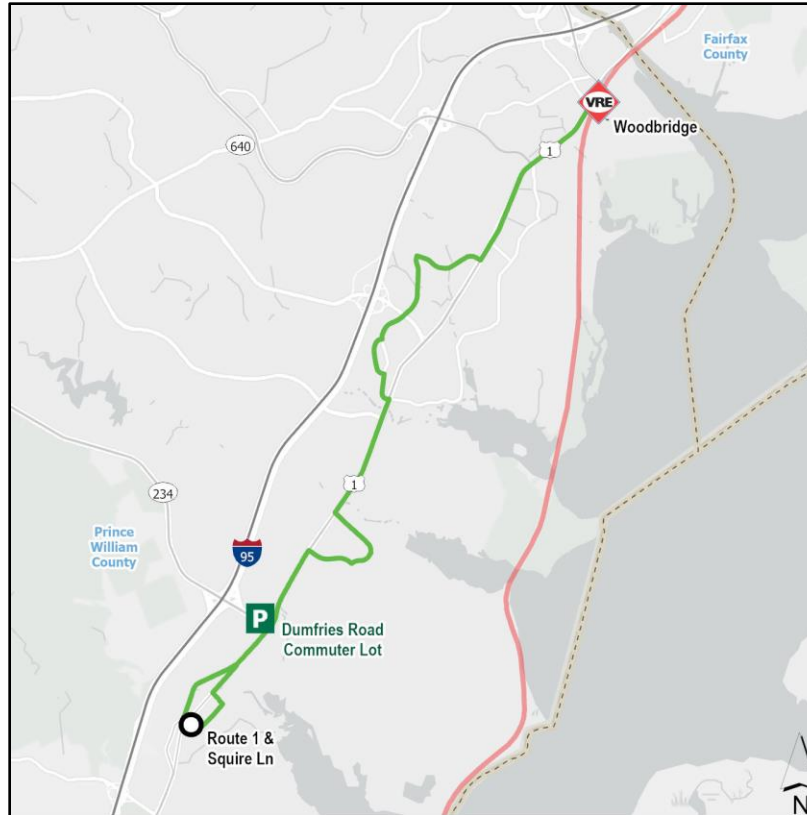 Fairfax
County
VRE
Woodbridge
1
640
1
234
Prince
William
County
95
P
Dumfries Road
Commuter Lot
Route 1 &
Squire Ln
N